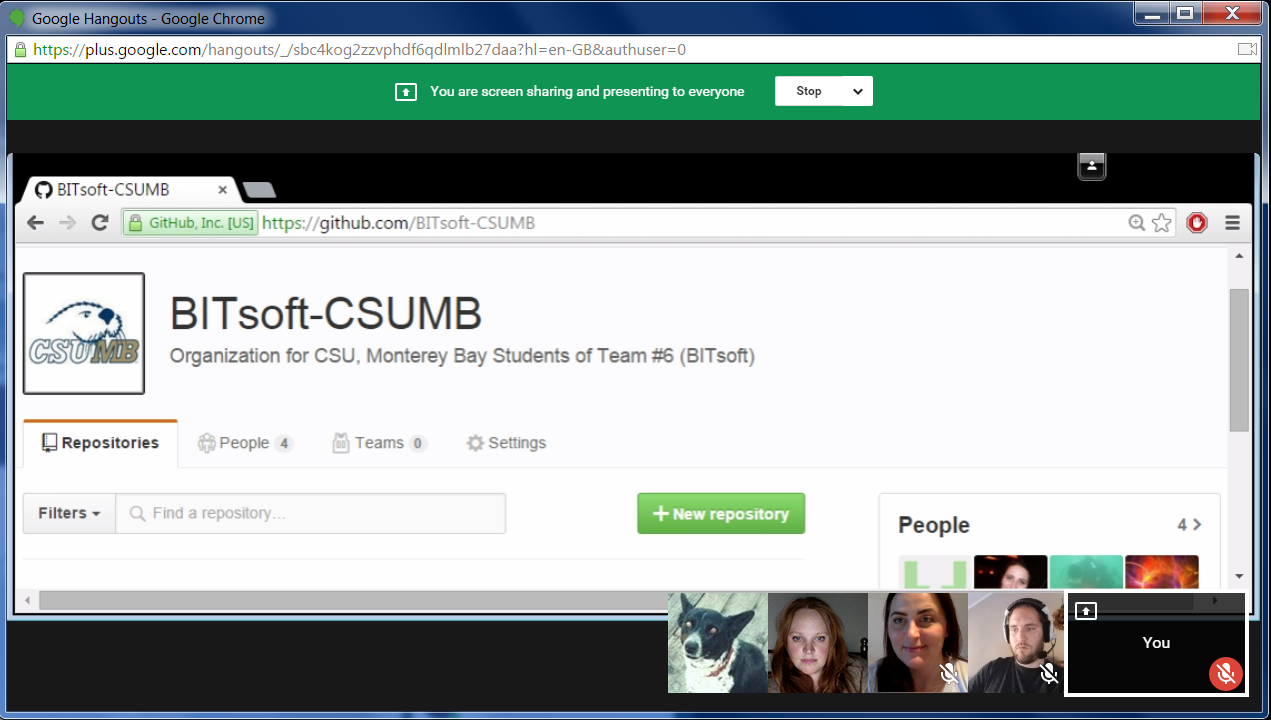 Google Hangouts - Google Chrome
https://plus.google.com/hangouts/_/sbc4kog2zzvphdf6qdlmlb27daa?hl=en-GB&authuser=0
You are screen sharing and presenting to everyone Stop
BITsoft-CSUMB
GitHub, Inc. [US] https://github.com/BITsoft-CSUMB
CSUMB
BITsoft-CSUMB
Organization for CSU, Monterey Bay Students of Team #6 (BITsoft)
Repositories People 4 Teams 0 Settings
Filters Find a repository... New repository
People 4
You